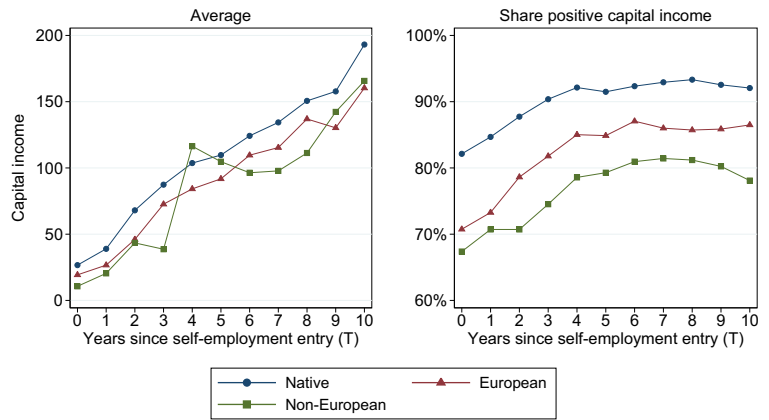 Average
200
150
100
50
0
Capital income
0 1 2 3 4 5 6 7 8 9 10
Years since self-employment entry (T)
Share positive capital income
100%
90%
80%
70%
60%
0 1 2 3 4 5 6 7 8 9 10
Years since self-employment entry (T)
Native European
Non-European